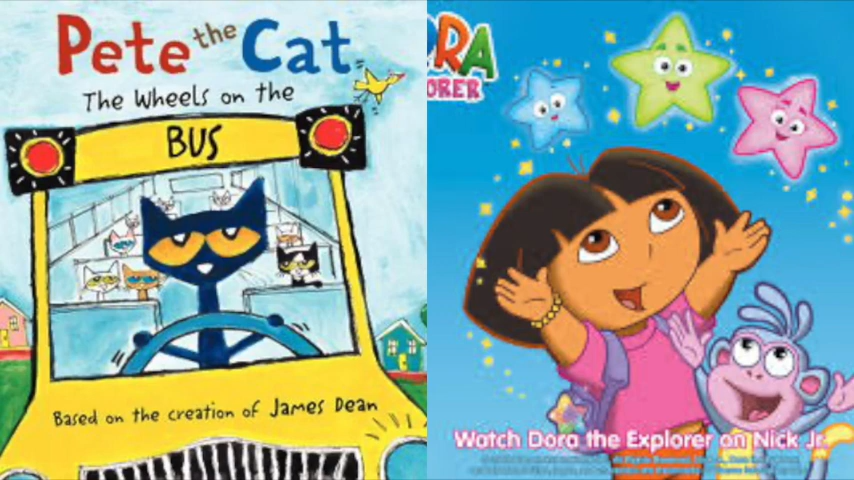 Pete the Cat
The Wheels on the
BUS
Based on the creation of James Dean
RA
ORER
Watch Dora the Explorer on Nick Jr